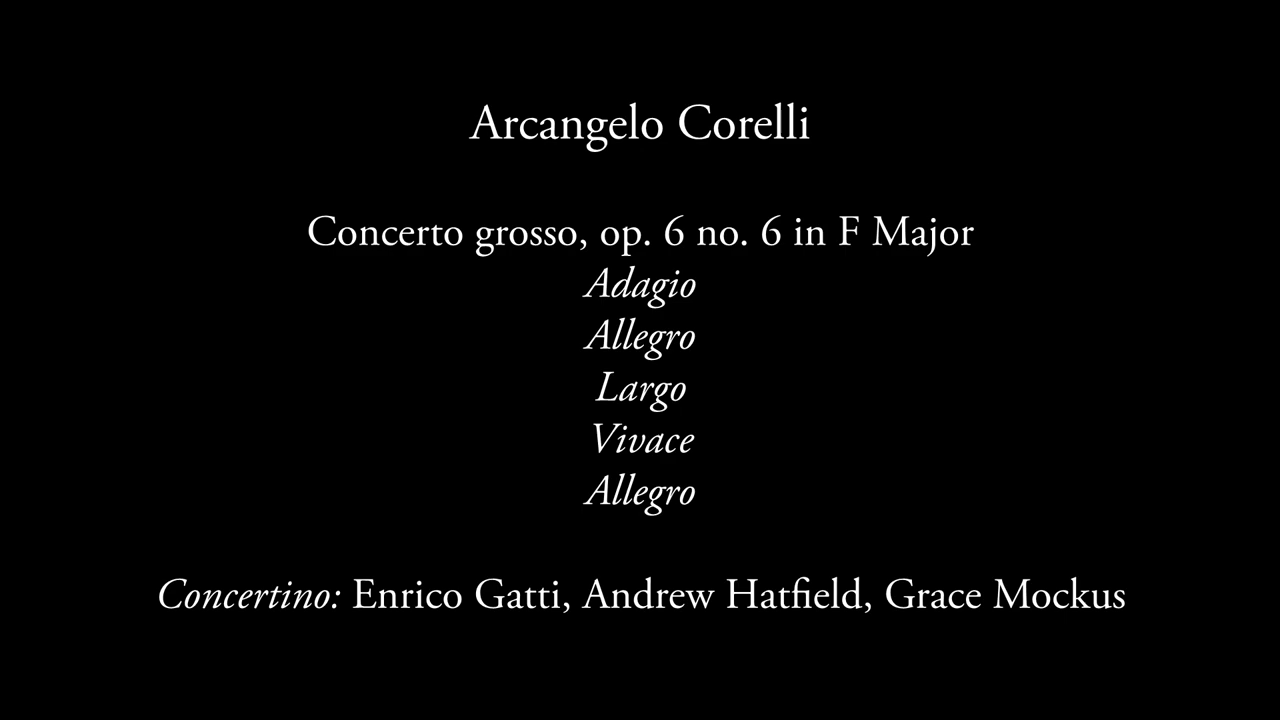 Arcangelo Corelli
Concerto grosso, op. 6 no. 6 in F Major
Adagio
Allegro
Largo
Vivace
Allegro
Concertino: Enrico Gatti, Andrew Hatfield, Grace Mockus